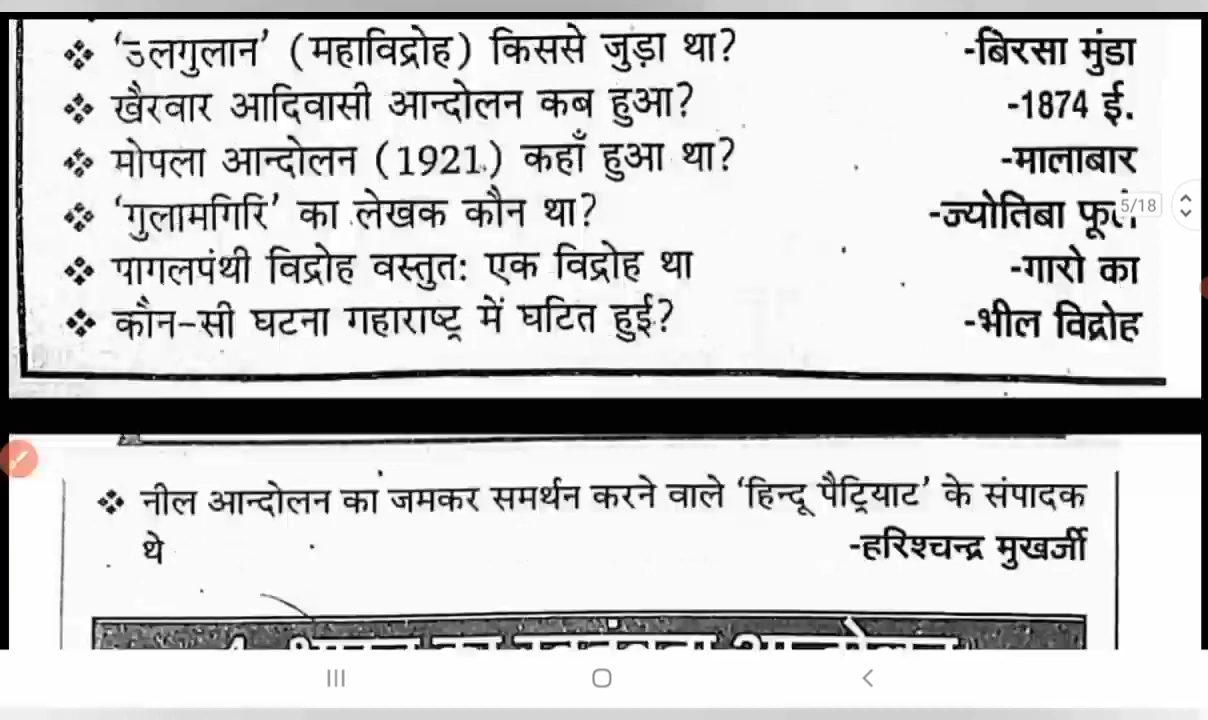 ❖ 'उलगुलान' (महाविद्रोह) किससे जुड़ा था? -बिरसा मुंडा
❖ खैरवार आदिवासी आन्दोलन कब हुआ? -1874 ई.
❖ मोपला आन्दोलन (1921) कहाँ हुआ था? -मालाबार
❖ 'गुलामगिरि' का लेखक कौन था? -ज्योतिबा फूले
5/18
❖ पागलपंथी विद्रोह वस्तुतः एक विद्रोह था -गारो का
❖ कौन-सी घटना गहाराष्ट्र में घटित हुई? -भील विद्रोह
❖ नील आन्दोलन का जमकर समर्थन करने वाले 'हिन्दू पैट्रियाट' के संपादक
थे -हरिश्चन्द्र मुखर्जी